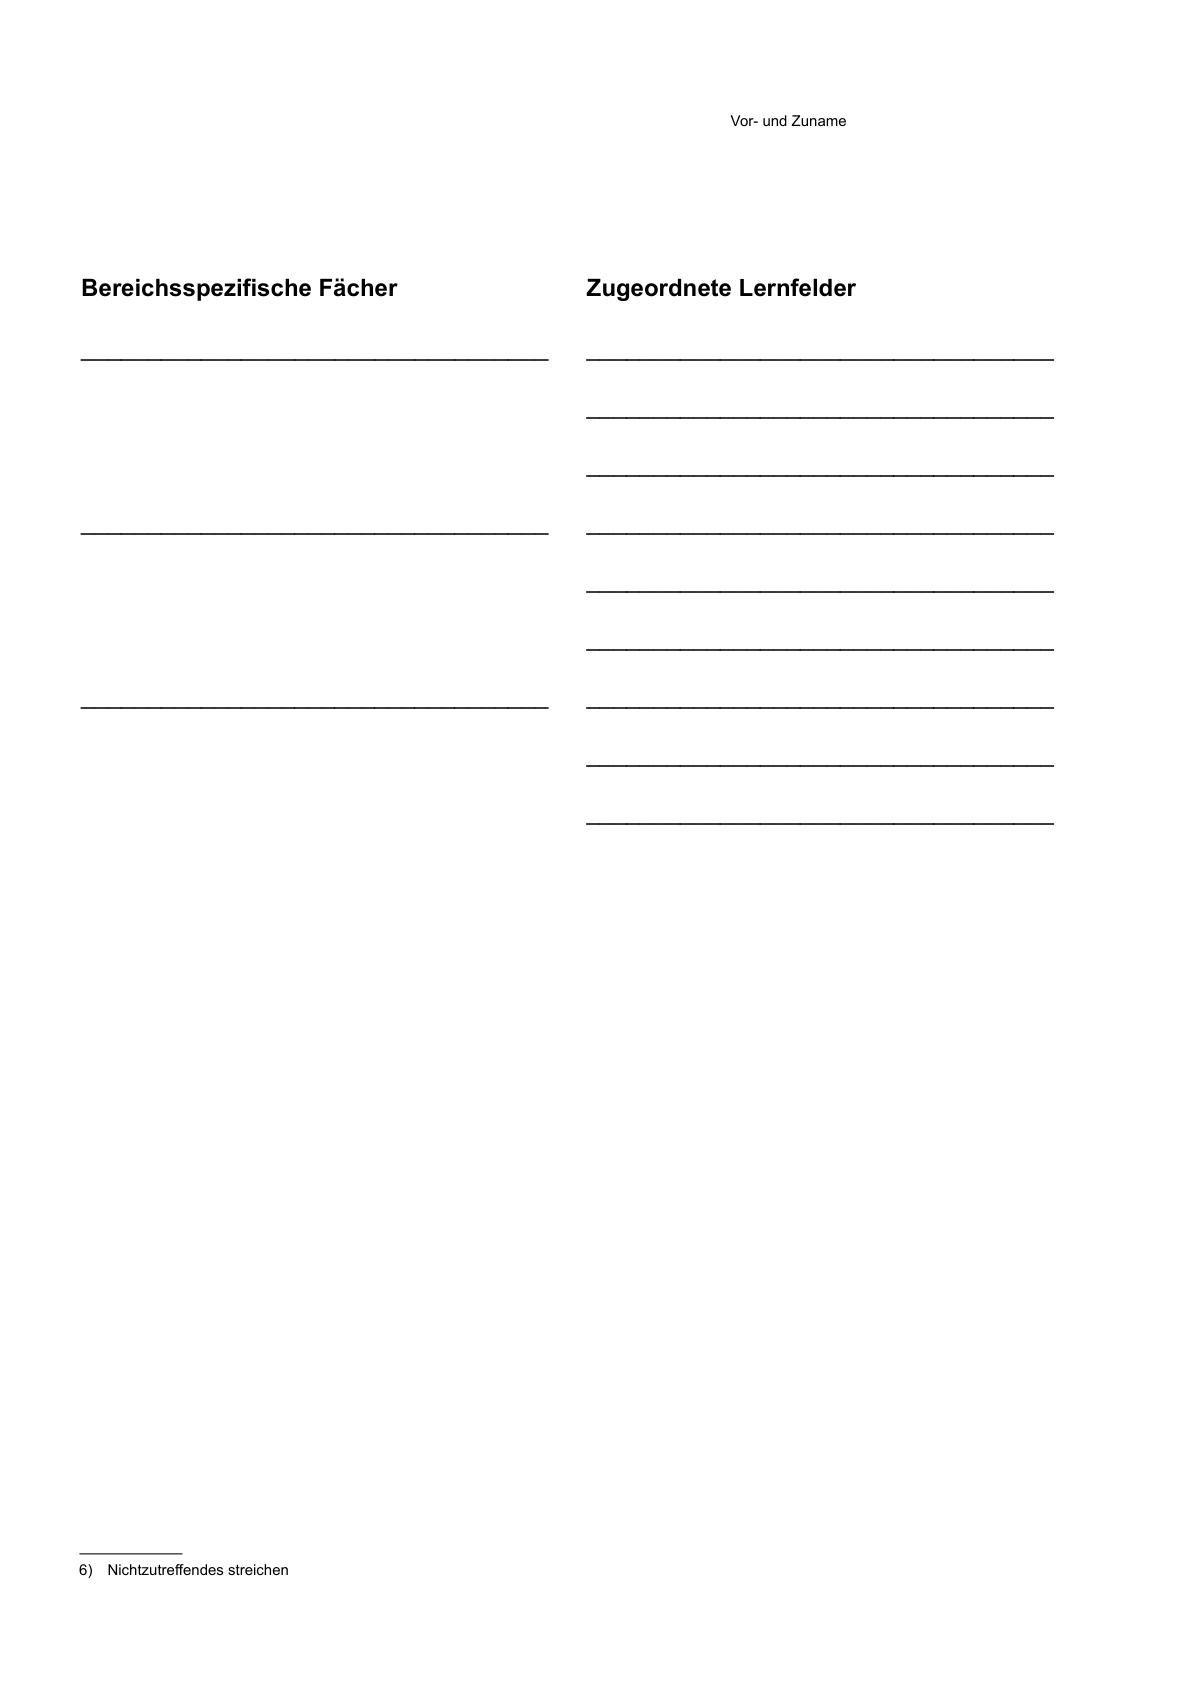 Vor- und Zuname
Bereichsspezifische Fächer
Zugeordnete Lernfelder
6) Nichtzutreffendes streichen